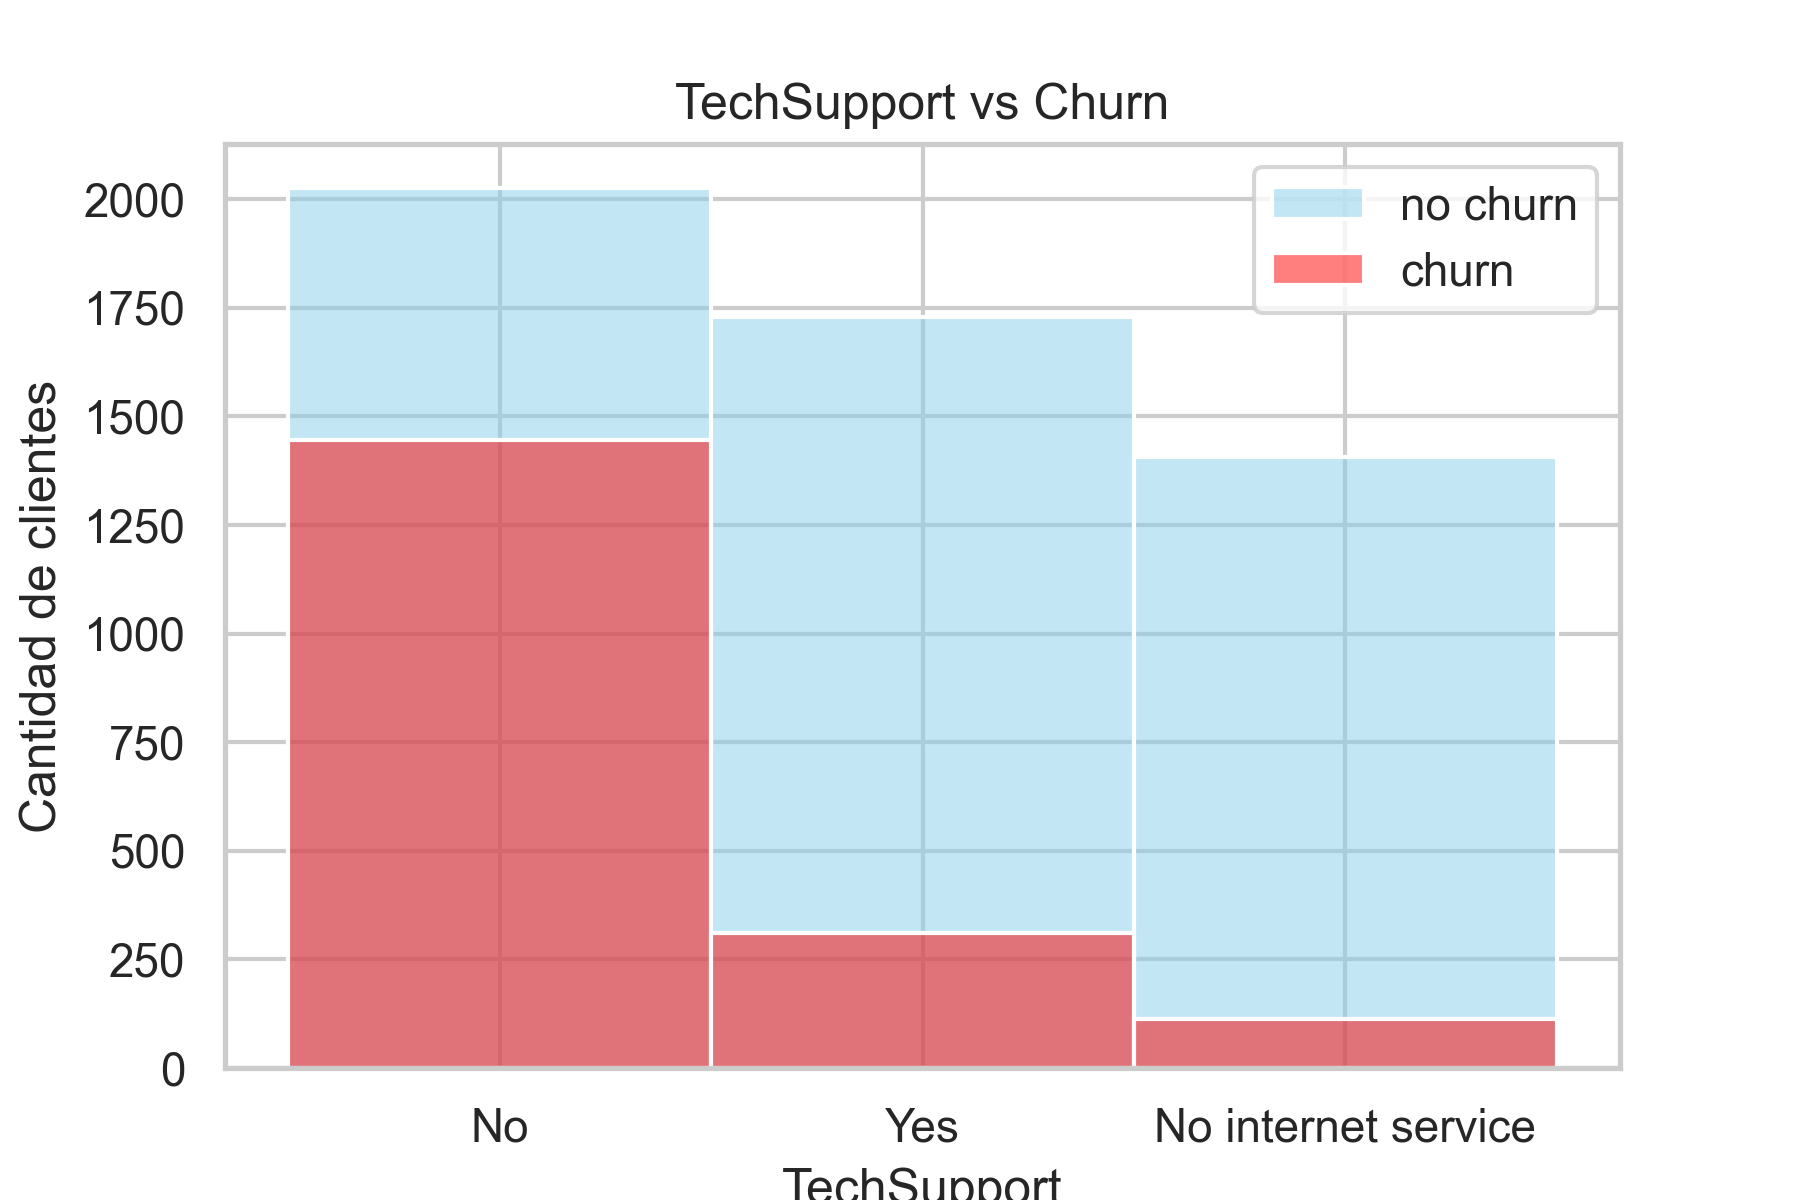 TechSupport vs Churn
no churn
churn
Cantidad de clientes
2000
1750
1500
1250
1000
750
500
250
0
No
Yes
No internet service
TechSupport